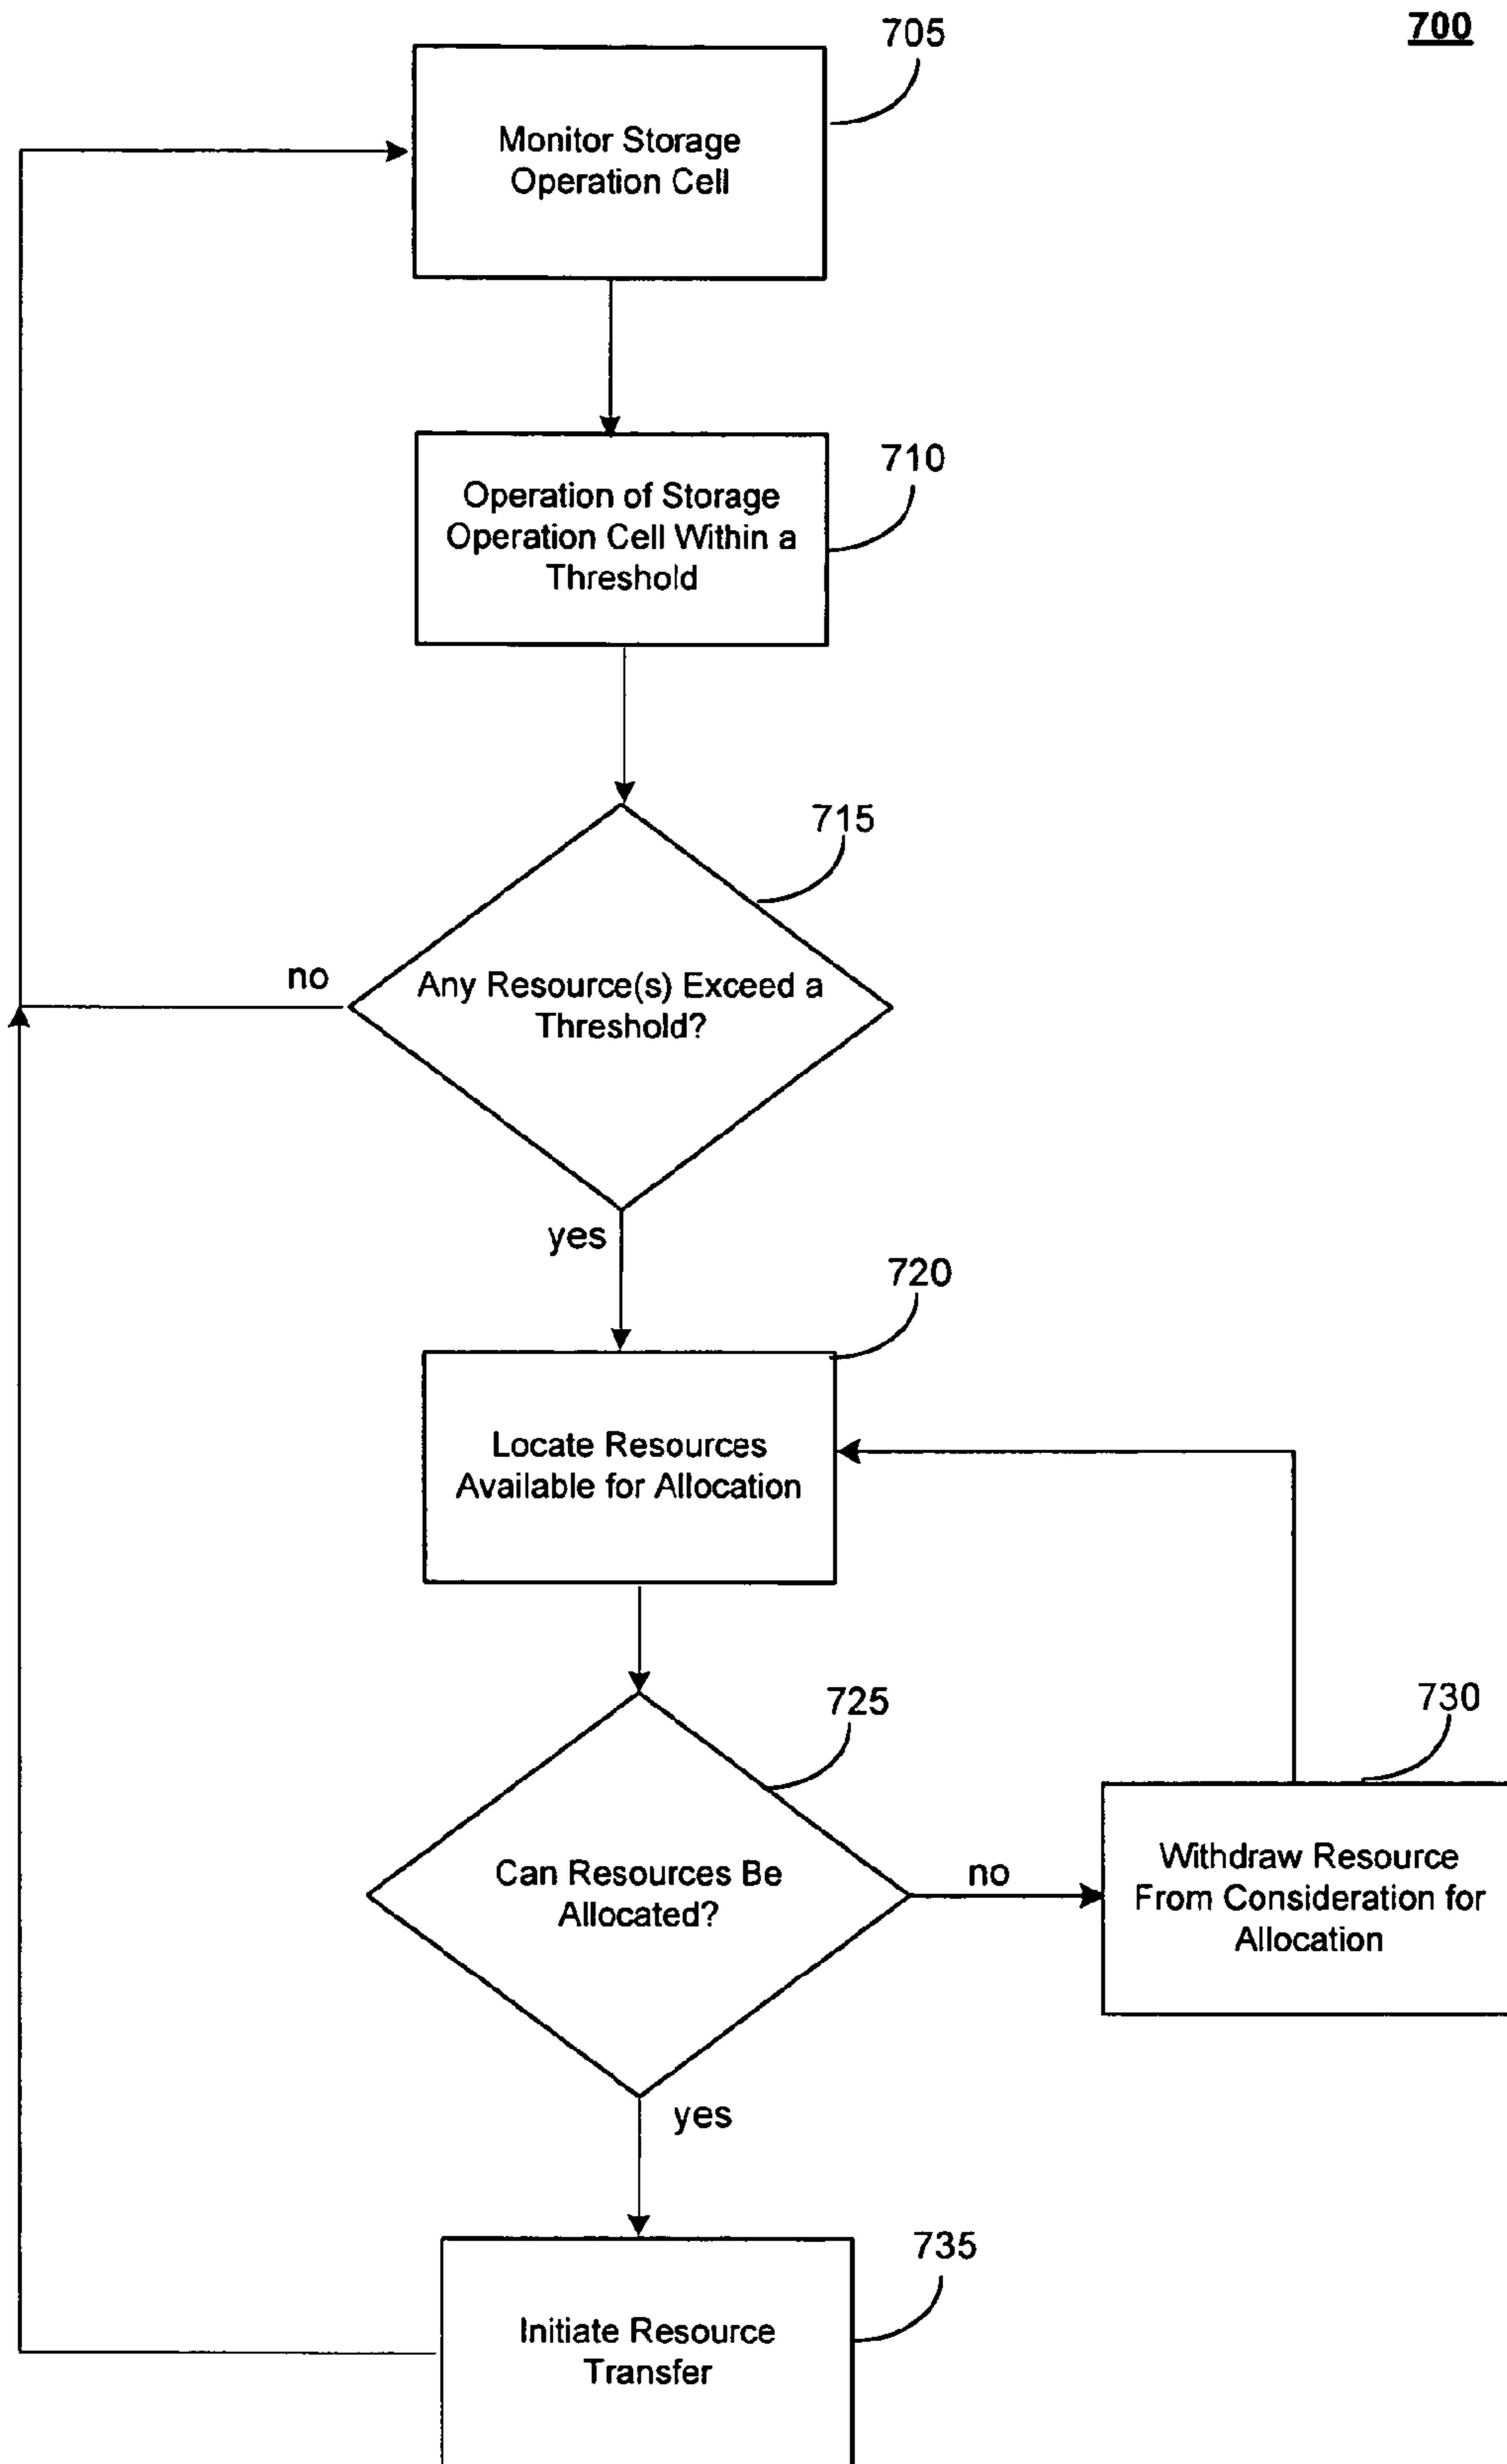 700
705
Monitor Storage
Operation Cell
710
Operation of Storage
Operation Cell Within a
Threshold
715
no
Any Resource(s) Exceed a
Threshold?
yes
720
Locate Resources
Available for Allocation
725
730
Can Resources Be
Allocated?
no
Withdraw Resource
From Consideration for
Allocation
yes
735
Initiate Resource
Transfer